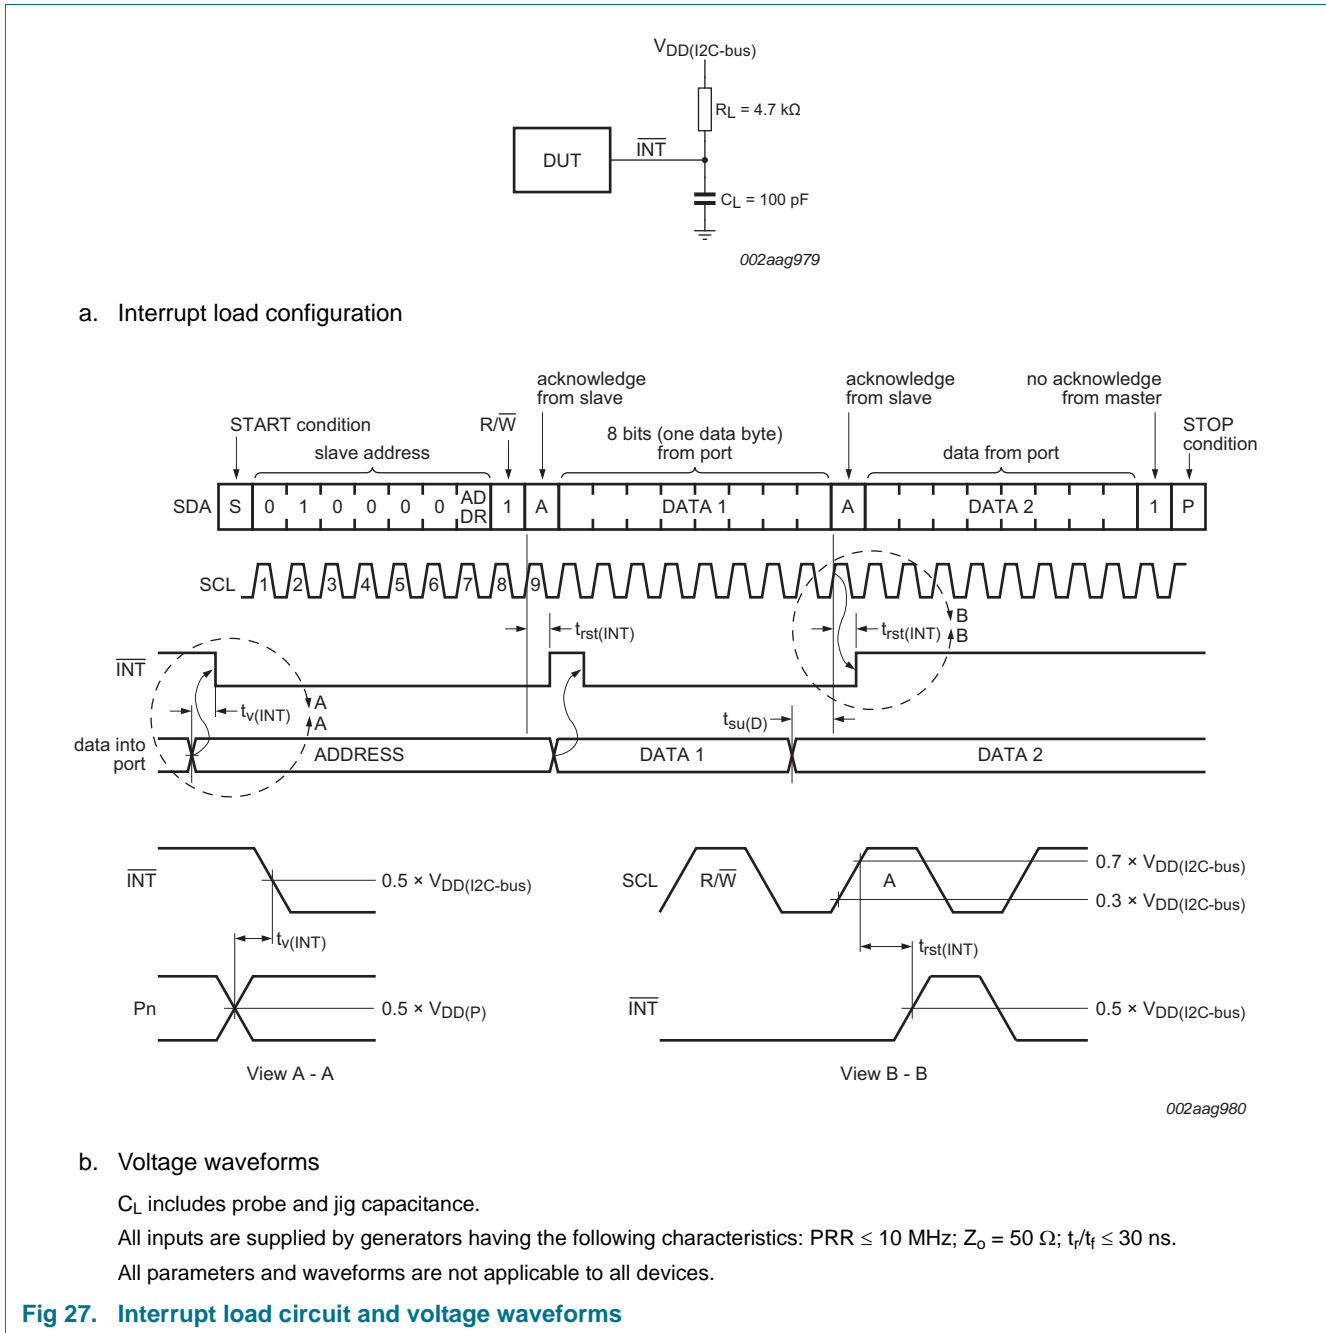 VDD(I2C-bus)
RL = 4.7 kΩ
DUT
INT
CL = 100 pF
002aag979
a. Interrupt load configuration
acknowledge
from slave
acknowledge
from slave
no acknowledge
from master
START condition
R/W
8 bits (one data byte)
from port
STOP
condition
slave address
data from port
SDA S 0 1 0 0 0 0 AD DR 1 A DATA 1 A DATA 2 1 P
SCL 1 2 3 4 5 6 7 8 9
B
B
trst(INT)
trst(INT)
INT
A
A
tv(INT)
tsu(D)
data into
port
ADDRESS
DATA 1
DATA 2
INT
0.5 × VDD(I2C-bus)
tv(INT)
Pn
0.5 × VDD(P)
View A - A
SCL
R/W
A
0.7 × VDD(I2C-bus)
0.3 × VDD(I2C-bus)
trst(INT)
INT
0.5 × VDD(I2C-bus)
View B - B
002aag980
b. Voltage waveforms
CL includes probe and jig capacitance.
All inputs are supplied by generators having the following characteristics: PRR ≤ 10 MHz; Zo = 50 Ω; tr/tf ≤ 30 ns.
All parameters and waveforms are not applicable to all devices.
Fig 27. Interrupt load circuit and voltage waveforms